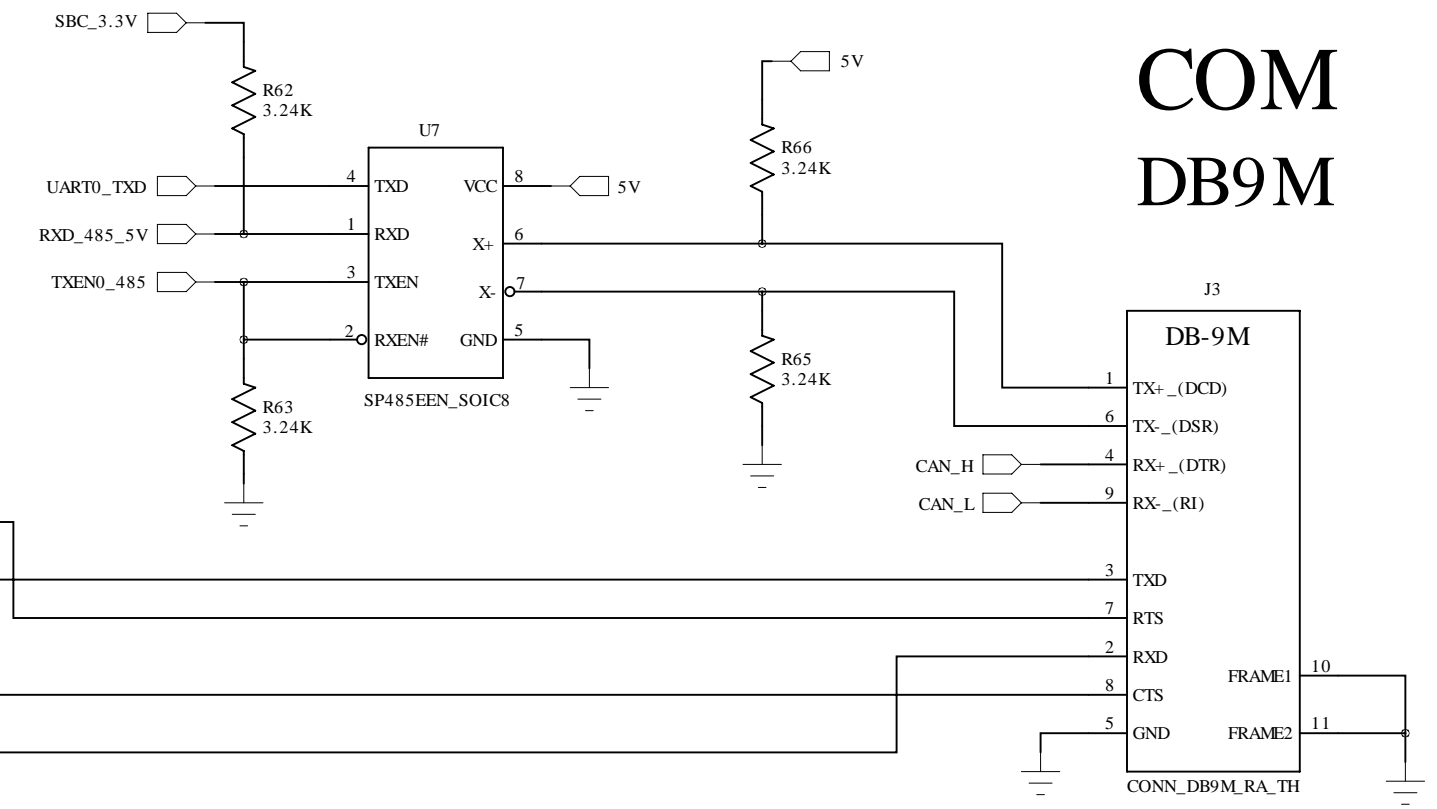 SBC_3.3V
R62
3.24K
UART0_TXD
RXD_485_5V
TXEN0_485
R63
3.24K
U7
4 TXD
1 RXD
3 TXEN
2 RXEN#
VCC 8
X+ 6
X- 7
GND 5
SP485EEN_SOIC8
5V
5V
R66
3.24K
R65
3.24K
COM
DB9M
J3
DB-9M
1 TX+_(DCD)
6 TX-_(DSR)
CAN_H 4 RX+_(DTR)
CAN_L 9 RX-_(RI)
3 TXD
7 RTS
2 RXD
8 CTS
5 GND
FRAME1 10
FRAME2 11
CONN_DB9M_RA_TH